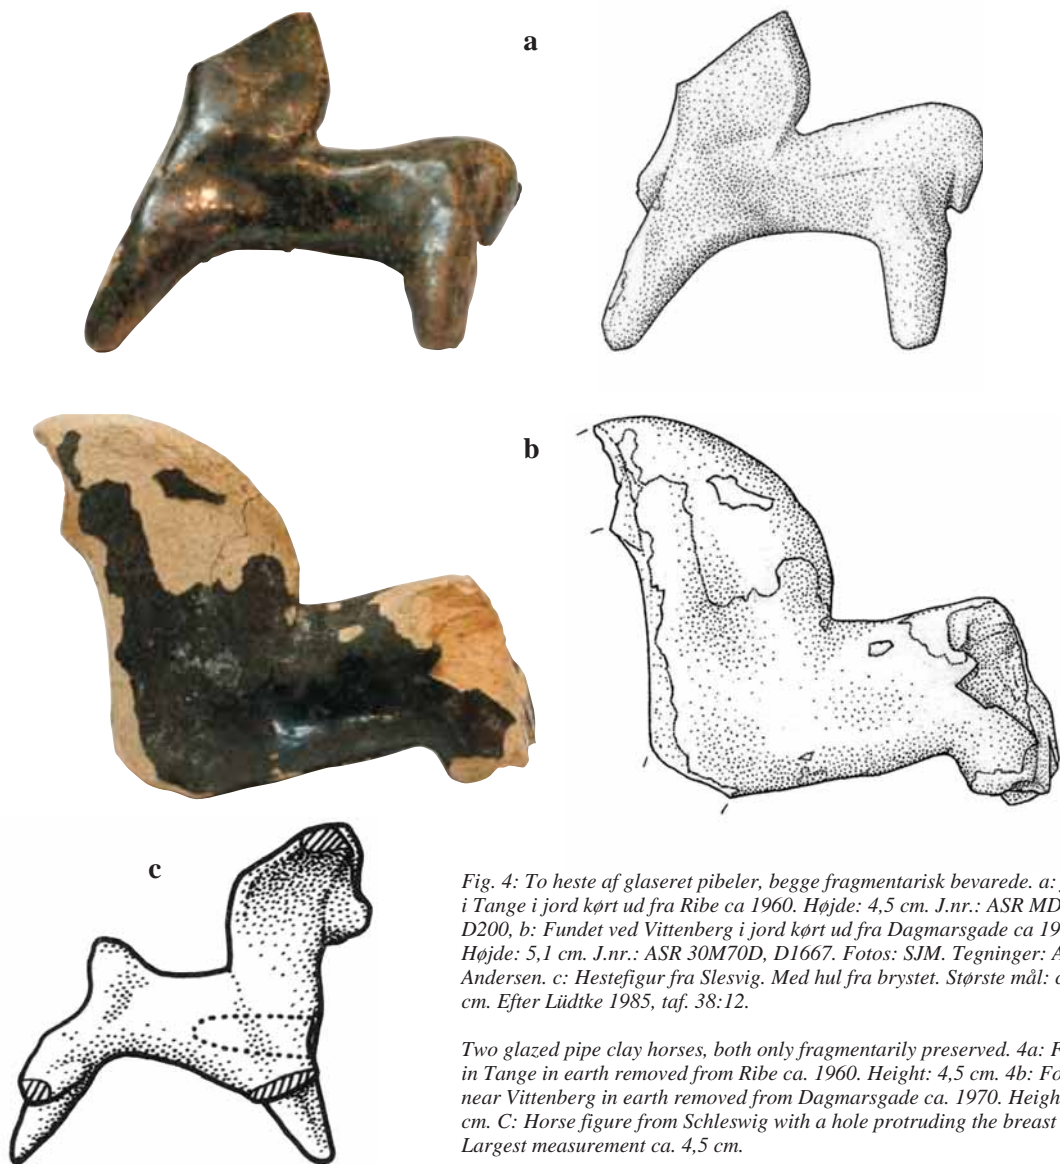 a
b
c
Fig. 4: To heste af glaseret pibeler, begge fragmentarisk bevarede. a:
i Tange i jord kørt ud fra Ribe ca 1960. Højde: 4,5 cm. J.nr.: ASR MD
D200, b: Fundet ved Vittenberg i jord kørt ud fra Dagmarsgade ca 19
Højde: 5,1 cm. J.nr.: ASR 30M70D, D1667. Fotos: SJM. Tegninger: A
Andersen. c: Hestefigur fra Slesvig. Med hul fra brystet. Største mål: c
cm. Efter Lüdtke 1985, taf. 38:12.
Two glazed pipe clay horses, both only fragmentarily preserved. 4a: F
in Tange in earth removed from Ribe ca. 1960. Height: 4,5 cm. 4b: Fo
near Vittenberg in earth removed from Dagmarsgade ca. 1970. Height
cm. C: Horse figure from Schleswig with a hole protruding the breast
Largest measurement ca. 4,5 cm.